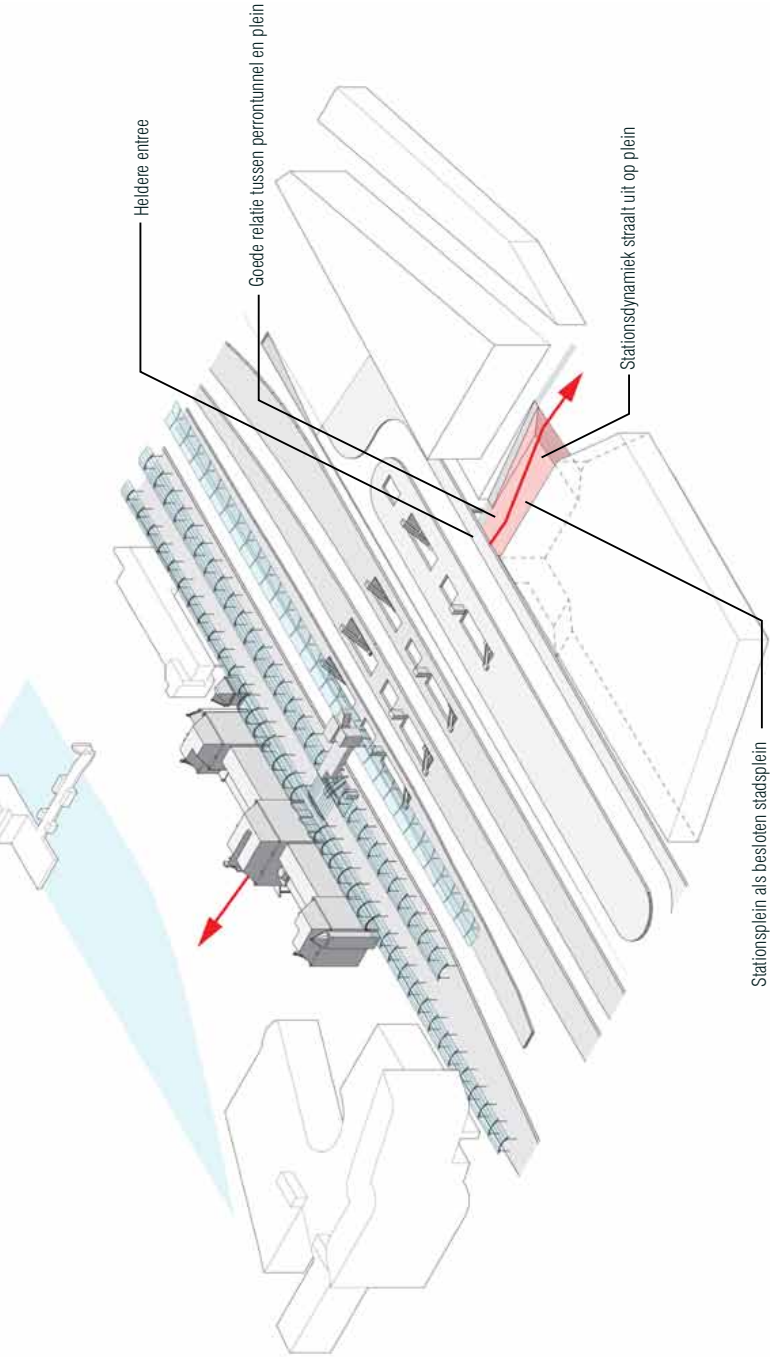 Heldere entree
Goede relatie tussen perrontunnel en plein
Stationsdynamiek straalt uit op plein
Stationsplein als besloten stadsplein